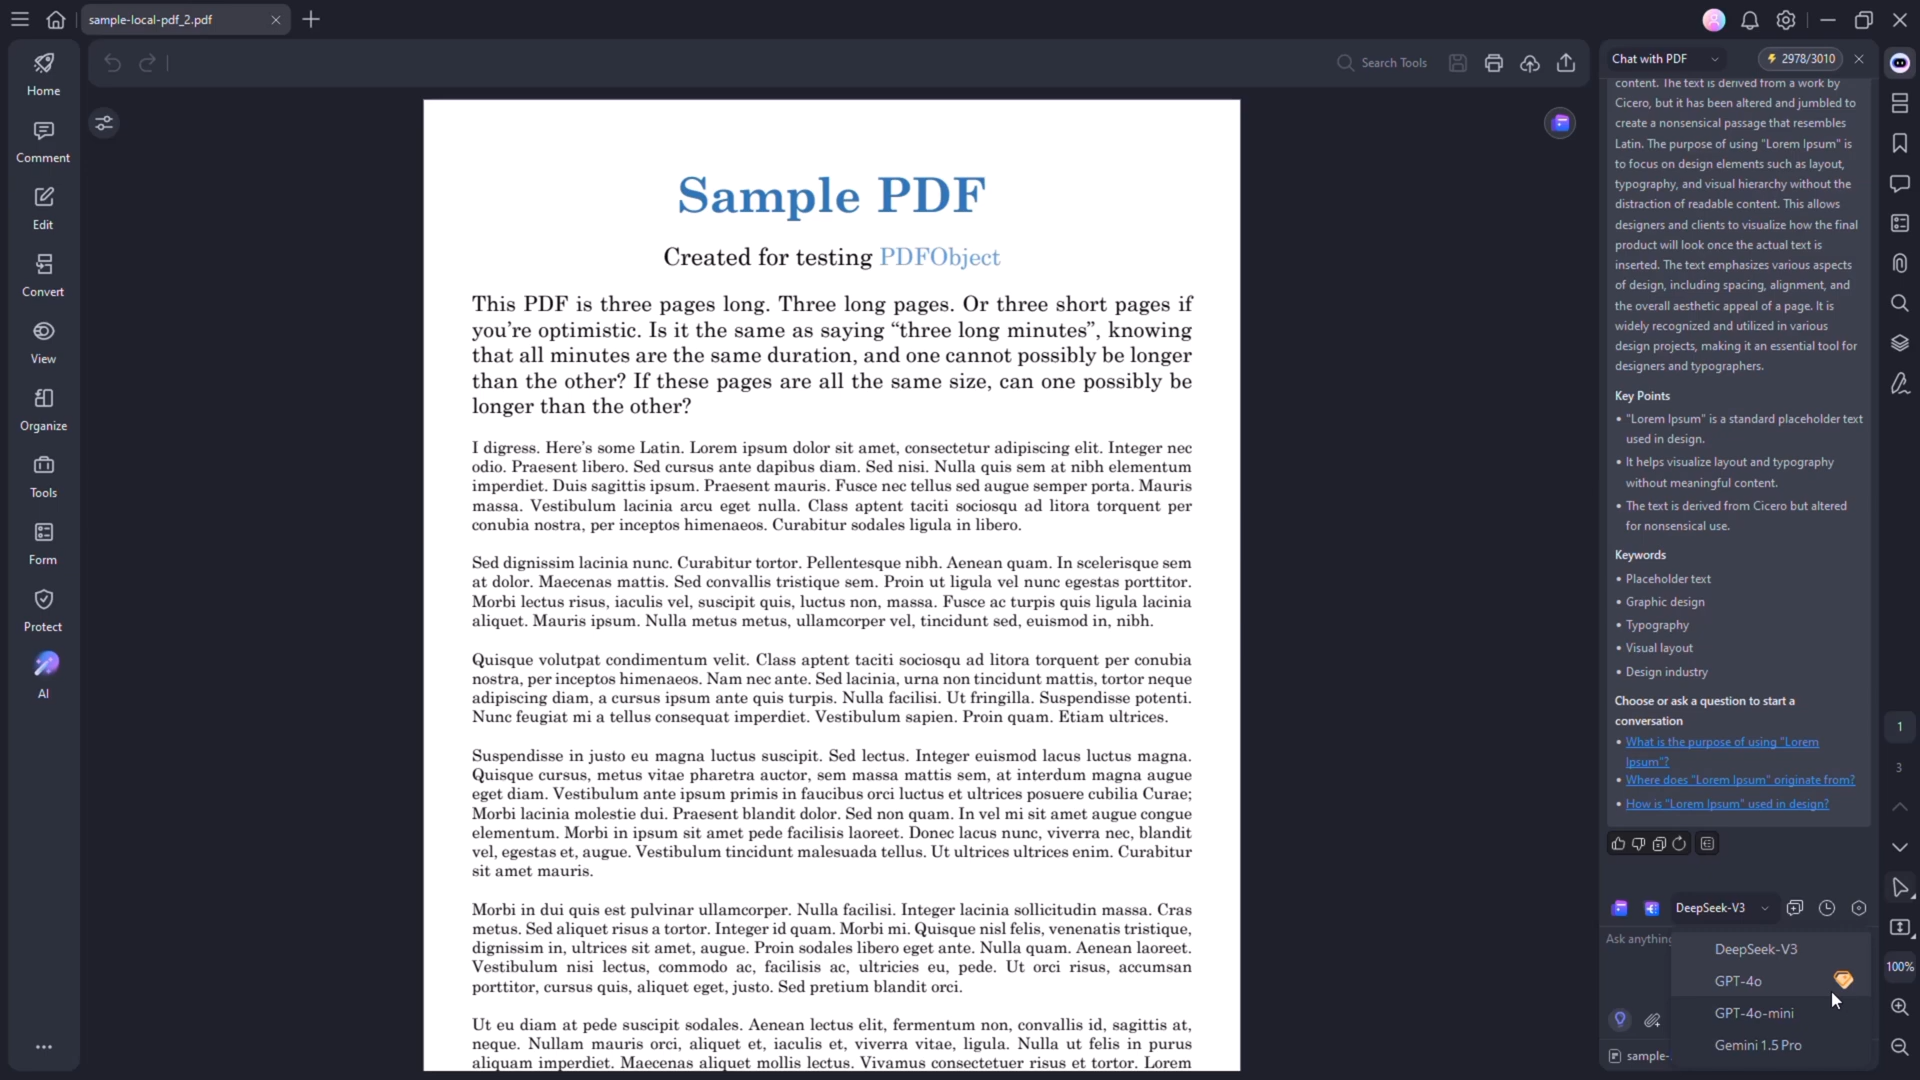 sample-local-pdf_2.pdf
Search Tools
Home
Comment
Edit
Convert
View
Organize
Tools
Form
Protect
AI
Sample PDF
Created for testing PDFObject
This PDF is three pages long. Three long pages. Or three short pages if
you're optimistic. Is it the same as saying “three long minutes”, knowing
that all minutes are the same duration, and one cannot possibly be longer
than the other? If these pages are all the same size, can one possibly be
longer than the other?
I digress. Here's some Latin. Lorem ipsum dolor sit amet, consectetur adipiscing elit. Integer nec
odio. Praesent libero. Sed cursus ante dapibus diam. Sed nisi. Nulla quis sem at nibh elementum
imperdiet. Duis sagittis ipsum. Praesent mauris. Fusce nec tellus sed augue semper porta. Mauris
massa. Vestibulum lacinia arcu eget nulla. Class aptent taciti sociosqu ad litora torquent per
conubia nostra, per inceptos himenaeos. Curabitur sodales ligula in libero.
Sed dignissim lacinia nunc. Curabitur tortor. Pellentesque nibh. Aenean quam. In scelerisque sem
at dolor. Maecenas mattis. Sed convallis tristique sem. Proin ut ligula vel nunc egestas porttitor.
Morbi lectus risus, iaculis vel, suscipit quis, luctus non, massa. Fusce ac turpis quis ligula lacinia
aliquet. Mauris ipsum. Nulla metus metus, ullamcorper vel, tincidunt sed, euismod in, nibh.
Quisque volutpat condimentum velit. Class aptent taciti sociosqu ad litora torquent per conubia
nostra, per inceptos himenaeos. Nam nec ante. Sed lacinia, urna non tincidunt mattis, tortor neque
adipiscing diam, a cursus ipsum ante quis turpis. Nulla facilisi. Ut fringilla. Suspendisse potenti.
Nunc feugiat mi a tellus consequat imperdiet. Vestibulum sapien. Proin quam. Etiam ultrices.
Suspendisse in justo eu magna luctus suscipit. Sed lectus. Integer euismod lacus luctus magna.
Quisque cursus, metus vitae pharetra auctor, sem massa mattis sem, at interdum magna augue
eget diam. Vestibulum ante ipsum primis in faucibus orci luctus et ultrices posuere cubilia Curae;
Morbi lacinia molestie dui. Praesent blandit dolor. Sed non quam. In vel mi sit amet augue congue
elementum. Morbi in ipsum sit amet pede facilisis laoreet. Donec lacus nunc, viverra nec, blandit
vel, egestas et, augue. Vestibulum tincidunt malesuada tellus. Ut ultrices ultrices enim. Curabitur
sit amet mauris.
Morbi in dui quis est pulvinar ullamcorper. Nulla facilisi. Integer lacinia sollicitudin massa. Cras
metus. Sed aliquet risus a tortor. Integer id quam. Morbi mi. Quisque nisl felis, venenatis tristique,
dignissim in, ultrices sit amet, augue. Proin sodales libero eget ante. Nulla quam. Aenean laoreet.
Vestibulum nisi lectus, commodo ac, facilisis ac, ultricies eu, pede. Ut orci risus, accumsan
porttitor, cursus quis, aliquet eget, justo. Sed pretium blandit orci.
Ut eu diam at pede suscipit sodales. Aenean lectus elit, fermentum non, convallis id, sagittis at,
neque. Nullam mauris orci, aliquet et, iaculis et, viverra vitae, ligula. Nulla ut felis in purus
aliquam imperdiet. Maecenas aliquet mollis lectus. Vivamus consectetuer risus et tortor. Lorem
Chat with PDF
2978/3010
content. The text is derived from a work by
Cicero, but it has been altered and jumbled to
create a nonsensical passage that resembles
Latin. The purpose of using "Lorem Ipsum" is
to focus on design elements such as layout,
typography, and visual hierarchy without the
distraction of readable content. This allows
designers and clients to visualize how the final
product will look once the actual text is
inserted. The text emphasizes various aspects
of design, including spacing, alignment, and
the overall aesthetic appeal of a page. It is
widely recognized and utilized in various
design projects, making it an essential tool for
designers and typographers.
Key Points
• "Lorem Ipsum" is a standard placeholder text
used in design.
• It helps visualize layout and typography
without meaningful content.
• The text is derived from Cicero but altered
for nonsensical use.
Keywords
• Placeholder text
• Graphic design
• Typography
• Visual layout
• Design industry
Choose or ask a question to start a
conversation
• What is the purpose of using "Lorem
Ipsum"?
• Where does "Lorem Ipsum" originate from?
• How is "Lorem Ipsum" used in design?
DeepSeek-V3
Ask anything
DeepSeek-V3
GPT-4o
GPT-4o-mini
Gemini 1.5 Pro
sample-
1
3
100%